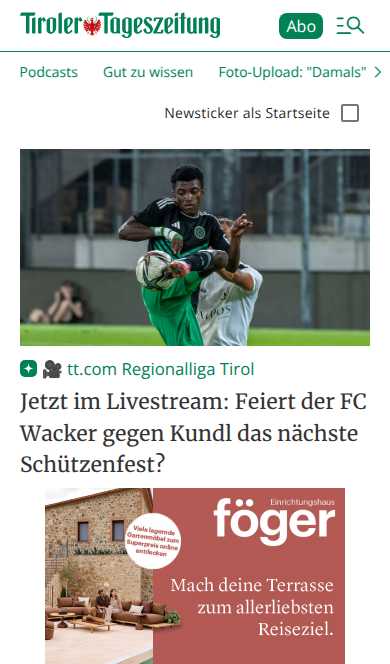 Tiroler Tageszeitung
Abo
Podcasts Gut zu wissen Foto-Upload: "Damals"
Newsticker als Startseite
tt.com Regionalliga Tirol
Jetzt im Livestream: Feiert der FC
Wacker gegen Kundl das nächste
Schützenfest?
Viele lagernde
Gartenmöbel zum
Superpreis online
entdecken
Einrichtungshaus
föger
Mach deine Terrasse
zum allerliebsten
Reiseziel.